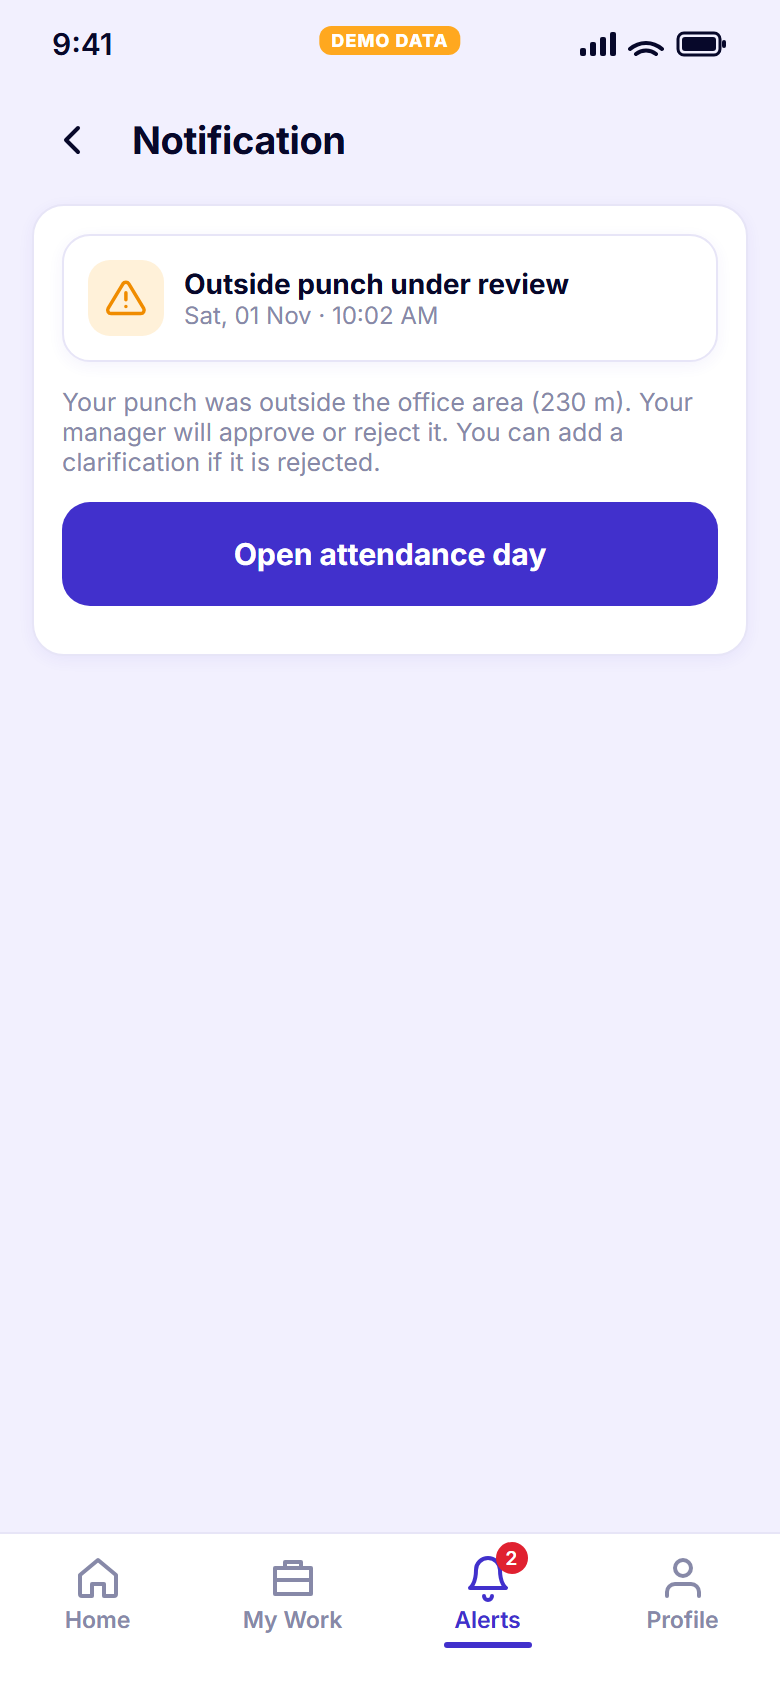 9:41
DEMO DATA
Notification
Outside punch under review
Sat, 01 Nov · 10:02 AM
Your punch was outside the office area (230 m). Your
manager will approve or reject it. You can add a
clarification if it is rejected.
Open attendance day
2
Home
My Work
Alerts
Profile